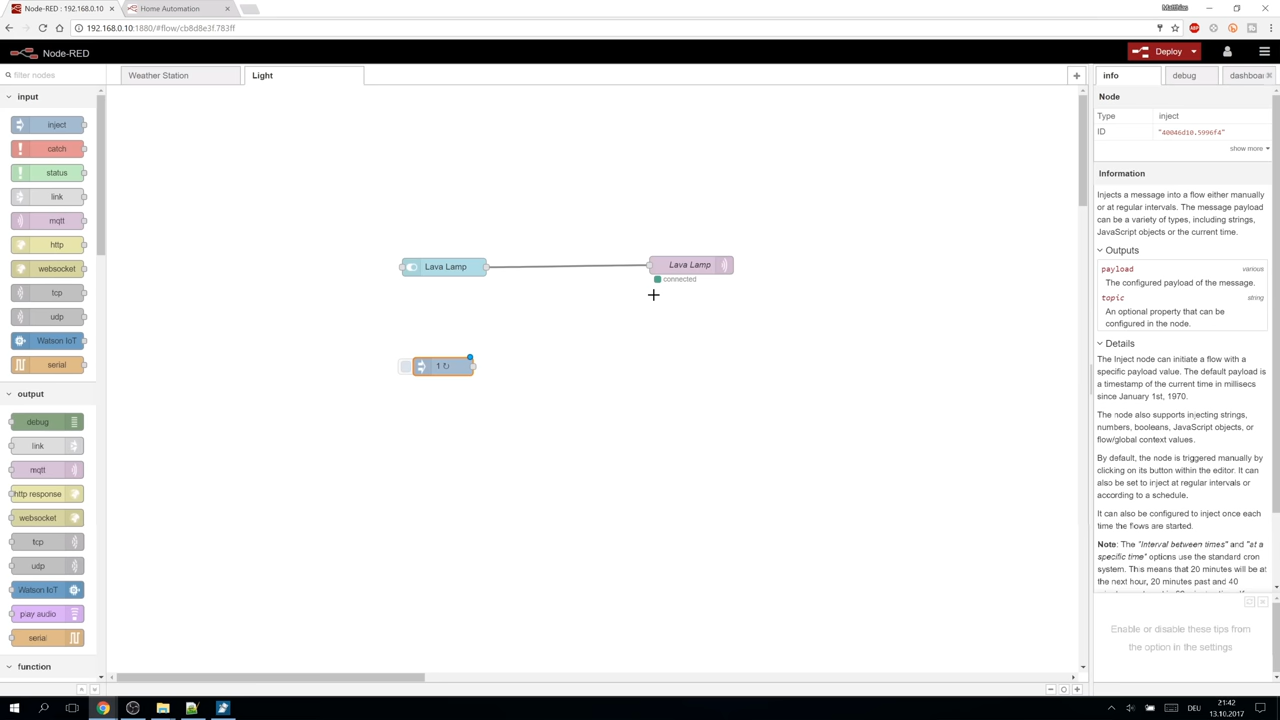 Node-RED : 192.168.0.10
Home Automation
Matthias
192.168.0.10:1880/#flow/cb8d8e3f.783ff
Node-RED
Deploy
filter nodes
Weather Station
Light
info
debug
dashboa
input
inject
catch
status
link
mqtt
http
websocket
tcp
udp
Watson IoT
serial
output
debug
link
mqtt
http response
websocket
tcp
udp
Watson IoT
play audio
serial
function
Lava Lamp
Lava Lamp
connected
1 ↻
Node
Type inject
ID "40046d10.5996f4"
show more
Information
Injects a message into a flow either manually
or at regular intervals. The message payload
can be a variety of types, including strings,
JavaScript objects or the current time.
Outputs
payload various
The configured payload of the message.
topic string
An optional property that can be
configured in the node.
Details
The Inject node can initiate a flow with a
specific payload value. The default payload is
a timestamp of the current time in millisecs
since January 1st, 1970.
The node also supports injecting strings,
numbers, booleans, JavaScript objects, or
flow/global context values.
By default, the node is triggered manually by
clicking on its button within the editor. It can
also be set to inject at regular intervals or
according to a schedule.
It can also be configured to inject once each
time the flows are started.
Note: The "Interval between times" and "at a
specific time" options use the standard cron
system. This means that 20 minutes will be at
the next hour, 20 minutes past and 40
Enable or disable these tips from
the option in the settings
DEU
21:42
13.10.2017